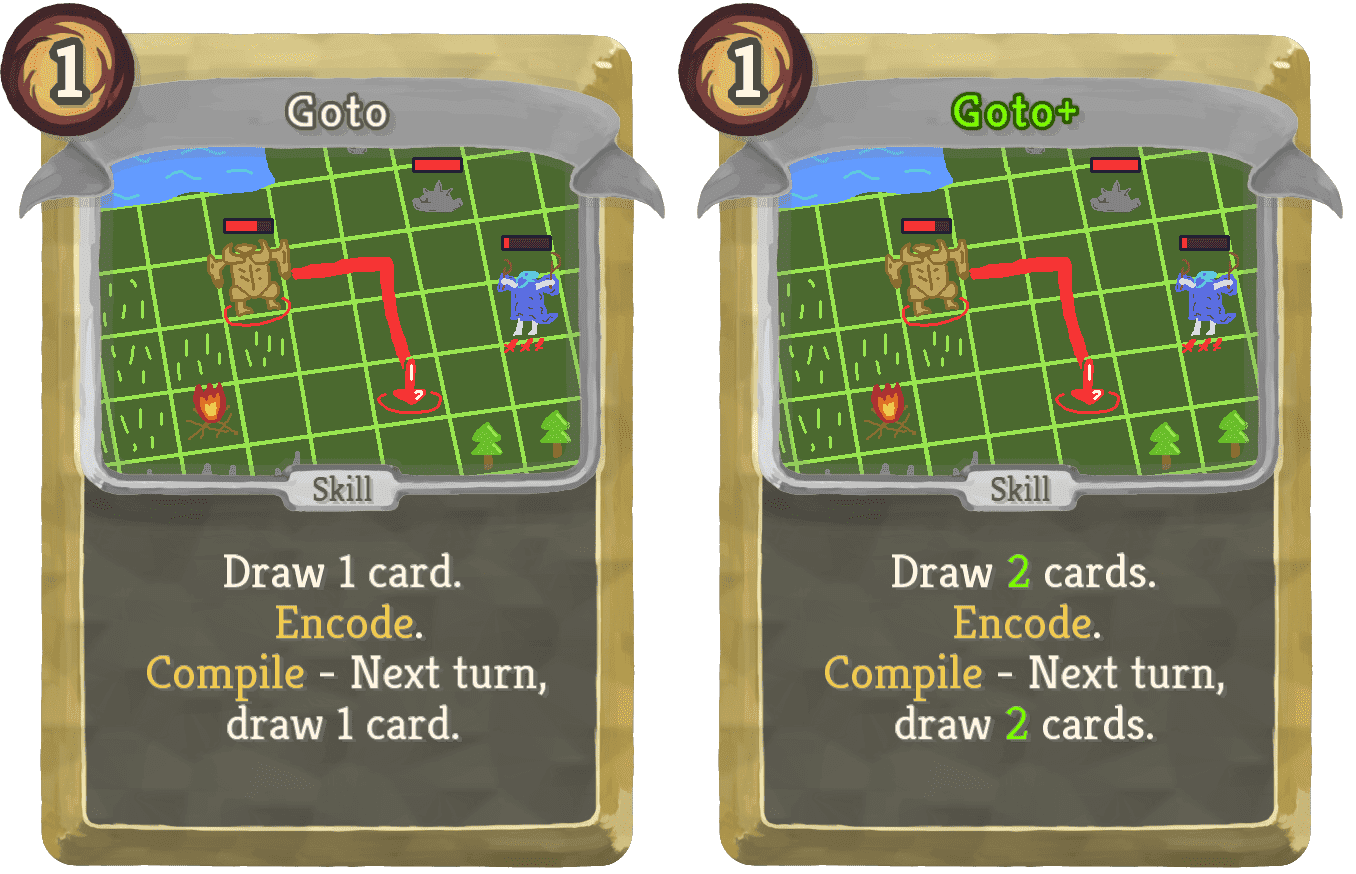 1
Goto
Skill
Draw 1 card.
Encode.
Compile - Next turn,
draw 1 card.
1
Goto+
Skill
Draw 2 cards.
Encode.
Compile - Next turn,
draw 2 cards.